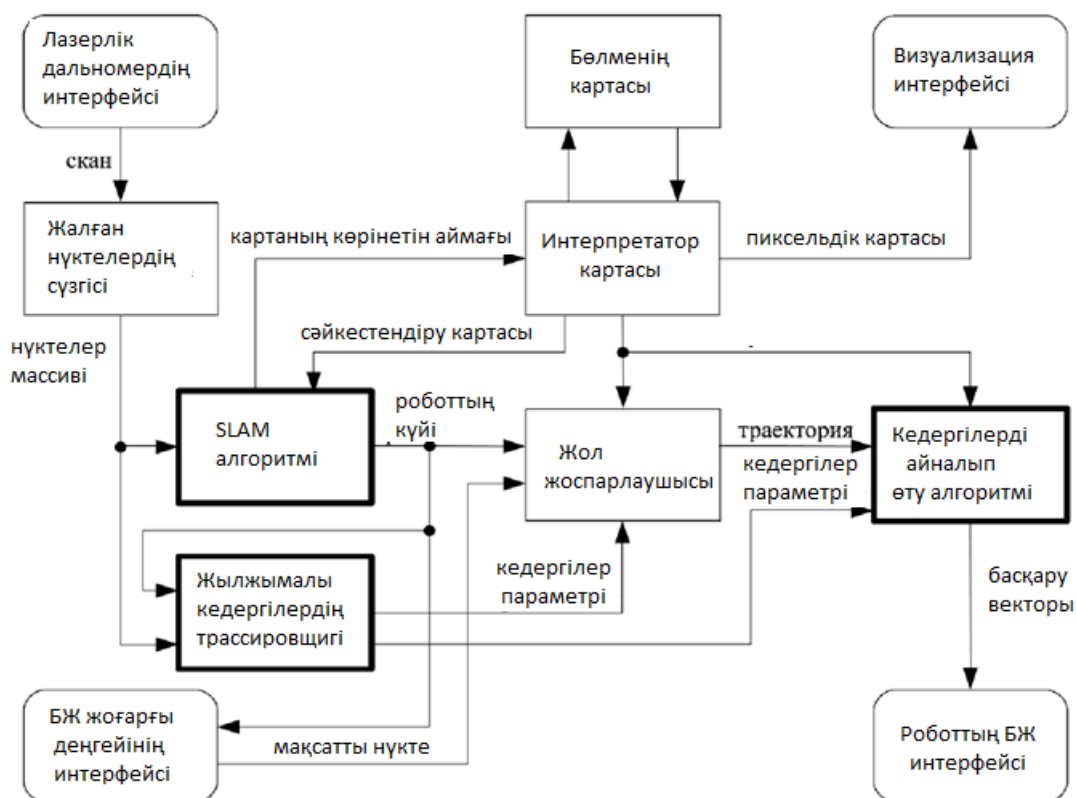 Лазерлік
дальномердің
интерфейсі
Бөлменің
картасы
Визуализация
интерфейсі
скан
Жалған
нүктелердің
сүзгісі
картаның көрінетін аймағы
Интерпретатор
картасы
пиксельдік картасы
нүктелер
массиві
сәйкестендіру картасы
SLAM
алгоритмі
роботтың
күйі
Жол
жоспарлаушысы
траектория
кедергілер
параметрі
Кедергілерді
айналып
өту алгоритмі
Жылжымалы
кедергілердің
трассировщигі
кедергілер
параметрі
басқару
векторы
БЖ жоғарғы
деңгейінің
интерфейсі
мақсатты нүкте
Роботтың БЖ
интерфейсі